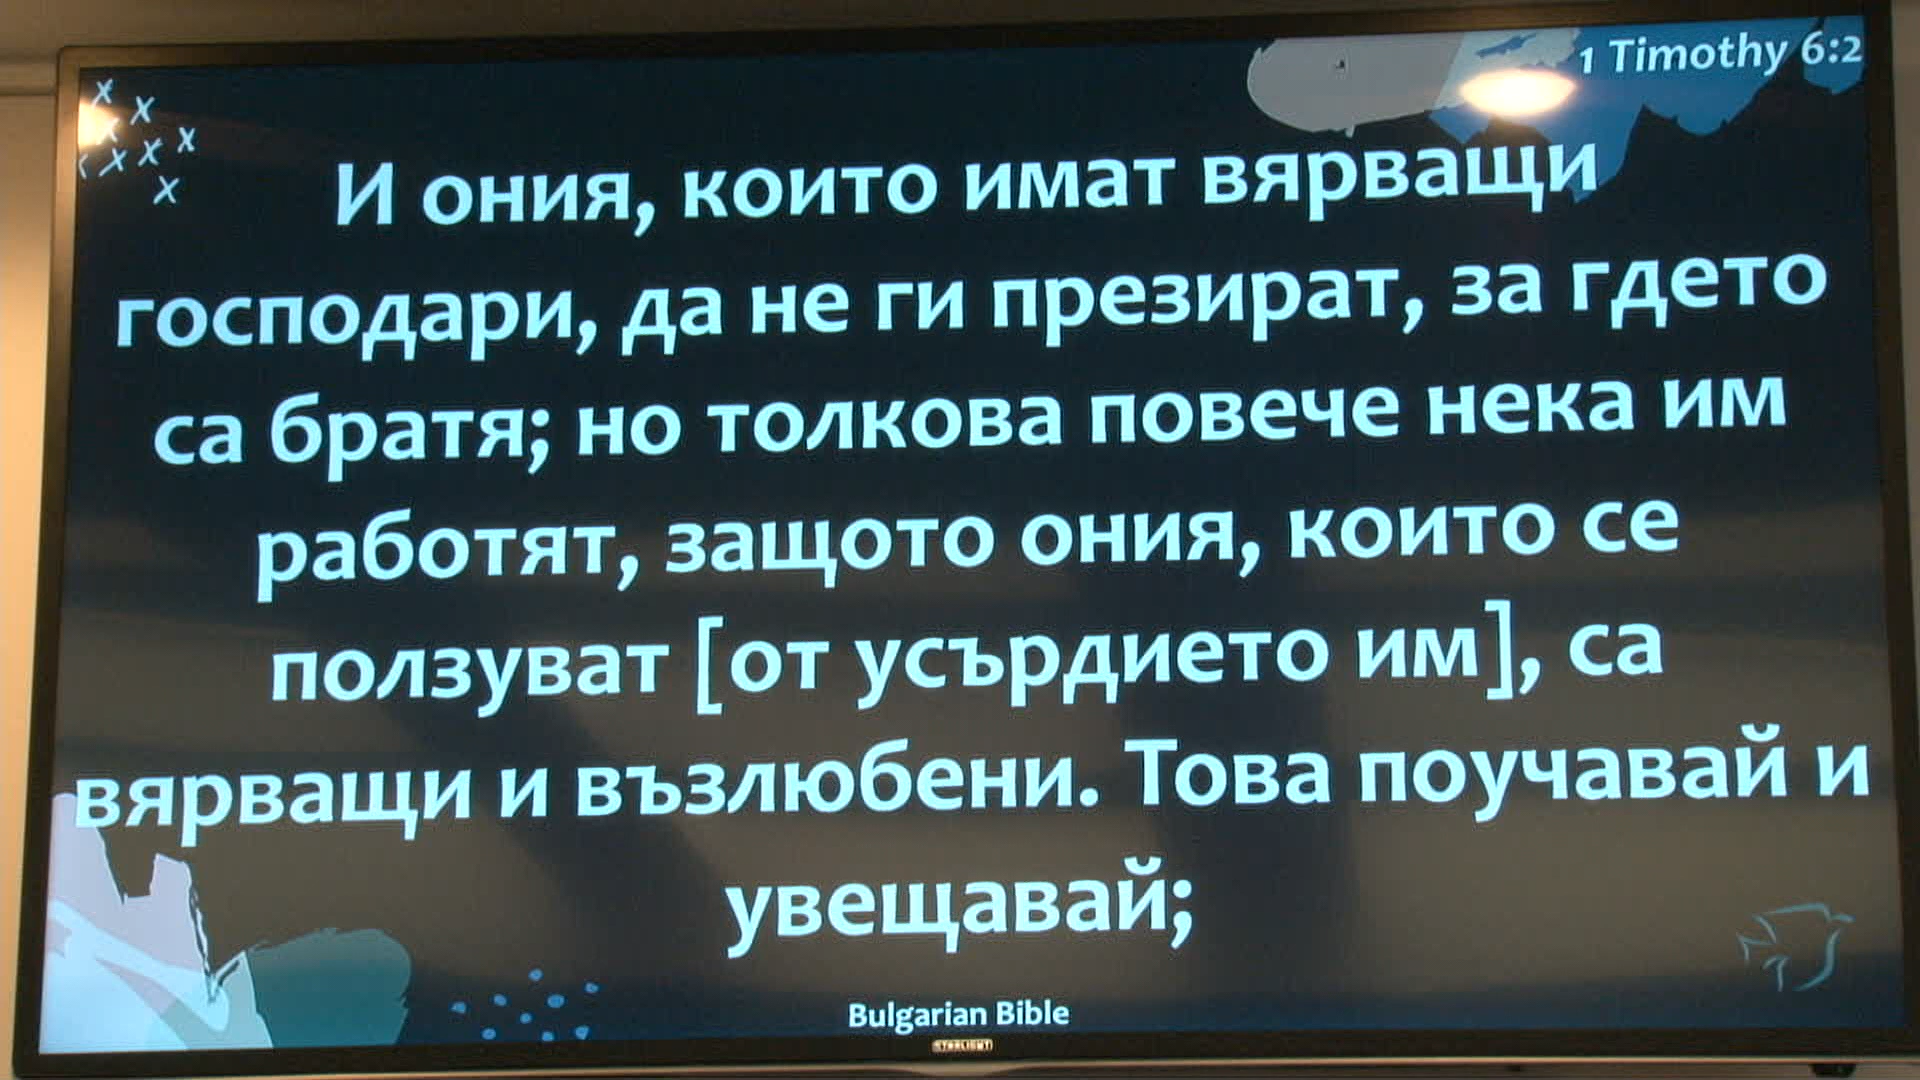 1 Timothy 6:2
И ония, които имат вярващи
господари, да не ги презират, за гдето
са братя; но толкова повече нека им
работят, защото ония, които се
ползуват [от усърдието им], са
вярващи и възлюбени. Това поучавай и
увещавай;
Bulgarian Bible
STARLIGHT